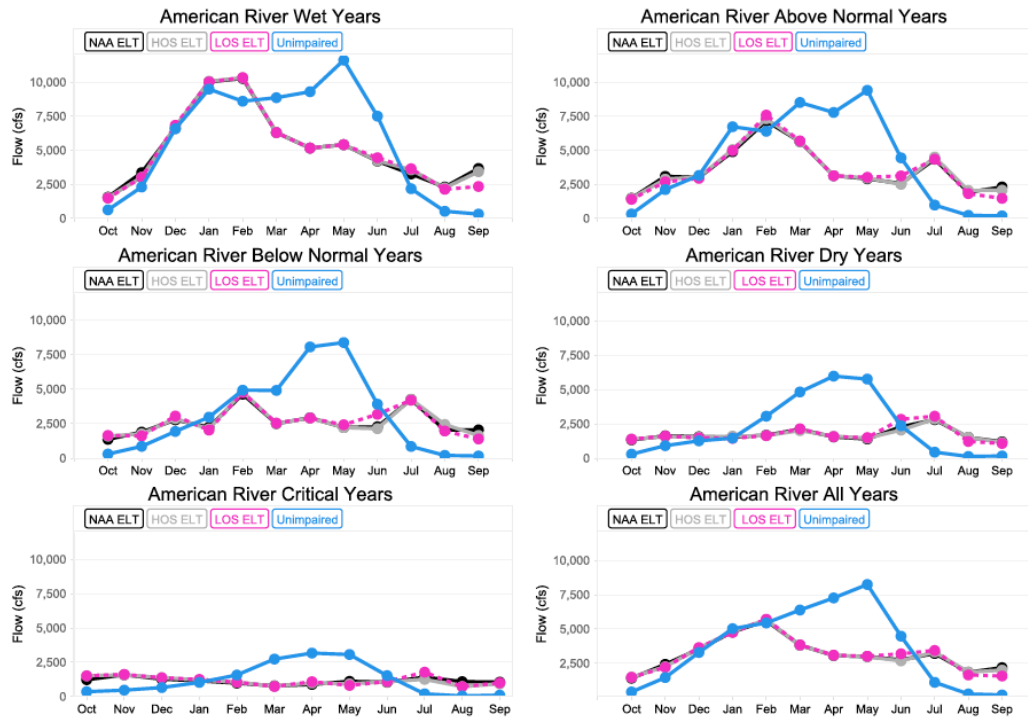 American River Wet Years
NAA ELT HOS ELT LOS ELT Unimpaired
Flow (cfs)
10,000
7,500
5,000
2,500
0
Oct Nov Dec Jan Feb Mar Apr May Jun Jul Aug Sep
American River Above Normal Years
NAA ELT HOS ELT LOS ELT Unimpaired
Flow (cfs)
10,000
7,500
5,000
2,500
0
Oct Nov Dec Jan Feb Mar Apr May Jun Jul Aug Sep
American River Below Normal Years
NAA ELT HOS ELT LOS ELT Unimpaired
Flow (cfs)
10,000
7,500
5,000
2,500
0
Oct Nov Dec Jan Feb Mar Apr May Jun Jul Aug Sep
American River Dry Years
NAA ELT HOS ELT LOS ELT Unimpaired
Flow (cfs)
10,000
7,500
5,000
2,500
0
Oct Nov Dec Jan Feb Mar Apr May Jun Jul Aug Sep
American River Critical Years
NAA ELT HOS ELT LOS ELT Unimpaired
Flow (cfs)
10,000
7,500
5,000
2,500
0
Oct Nov Dec Jan Feb Mar Apr May Jun Jul Aug Sep
American River All Years
NAA ELT HOS ELT LOS ELT Unimpaired
Flow (cfs)
10,000
7,500
5,000
2,500
Oct Nov Dec Jan Feb Mar Apr May Jun Jul Aug Sep